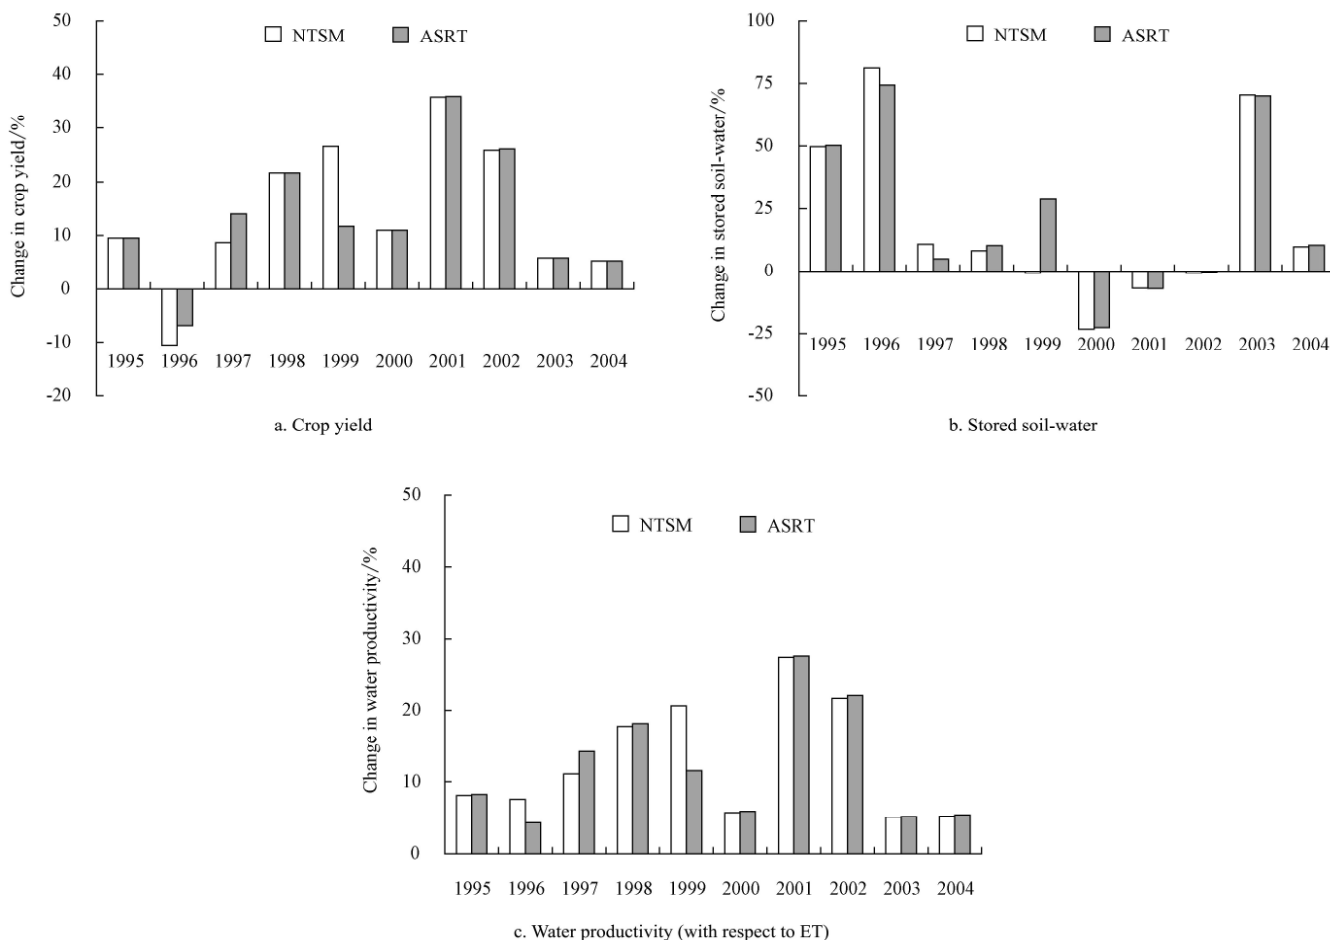 50
40
30
20
10
0
-10
-20
Change in crop yield/%
NTSM ASRT
1995 1996 1997 1998 1999 2000 2001 2002 2003 2004
a. Crop yield
100
75
50
25
0
-25
-50
Change in stored soil-water/%
NTSM ASRT
1995 1996 1997 1998 1999 2000 2001 2002 2003 2004
b. Stored soil-water
50
40
30
20
10
0
Change in water productivity/%
NTSM ASRT
1995 1996 1997 1998 1999 2000 2001 2002 2003 2004
c. Water productivity (with respect to ET)